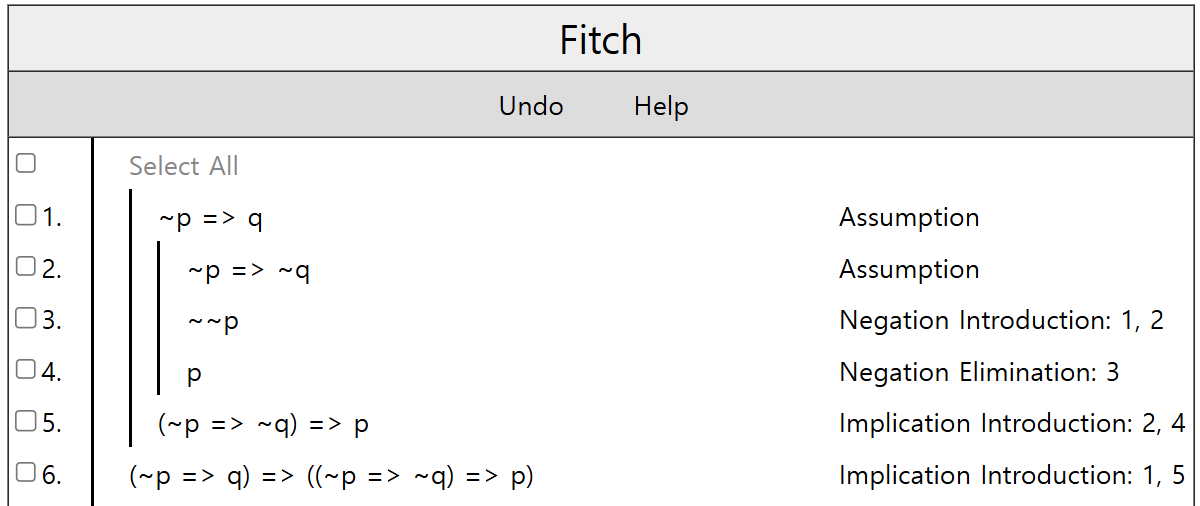 Fitch
Undo Help
Select All
1. ~p => q Assumption
2. ~p => ~q Assumption
3. ~~p Negation Introduction: 1, 2
4. p Negation Elimination: 3
5. (~p => ~q) => p Implication Introduction: 2, 4
6. (~p => q) => ((~p => ~q) => p) Implication Introduction: 1, 5